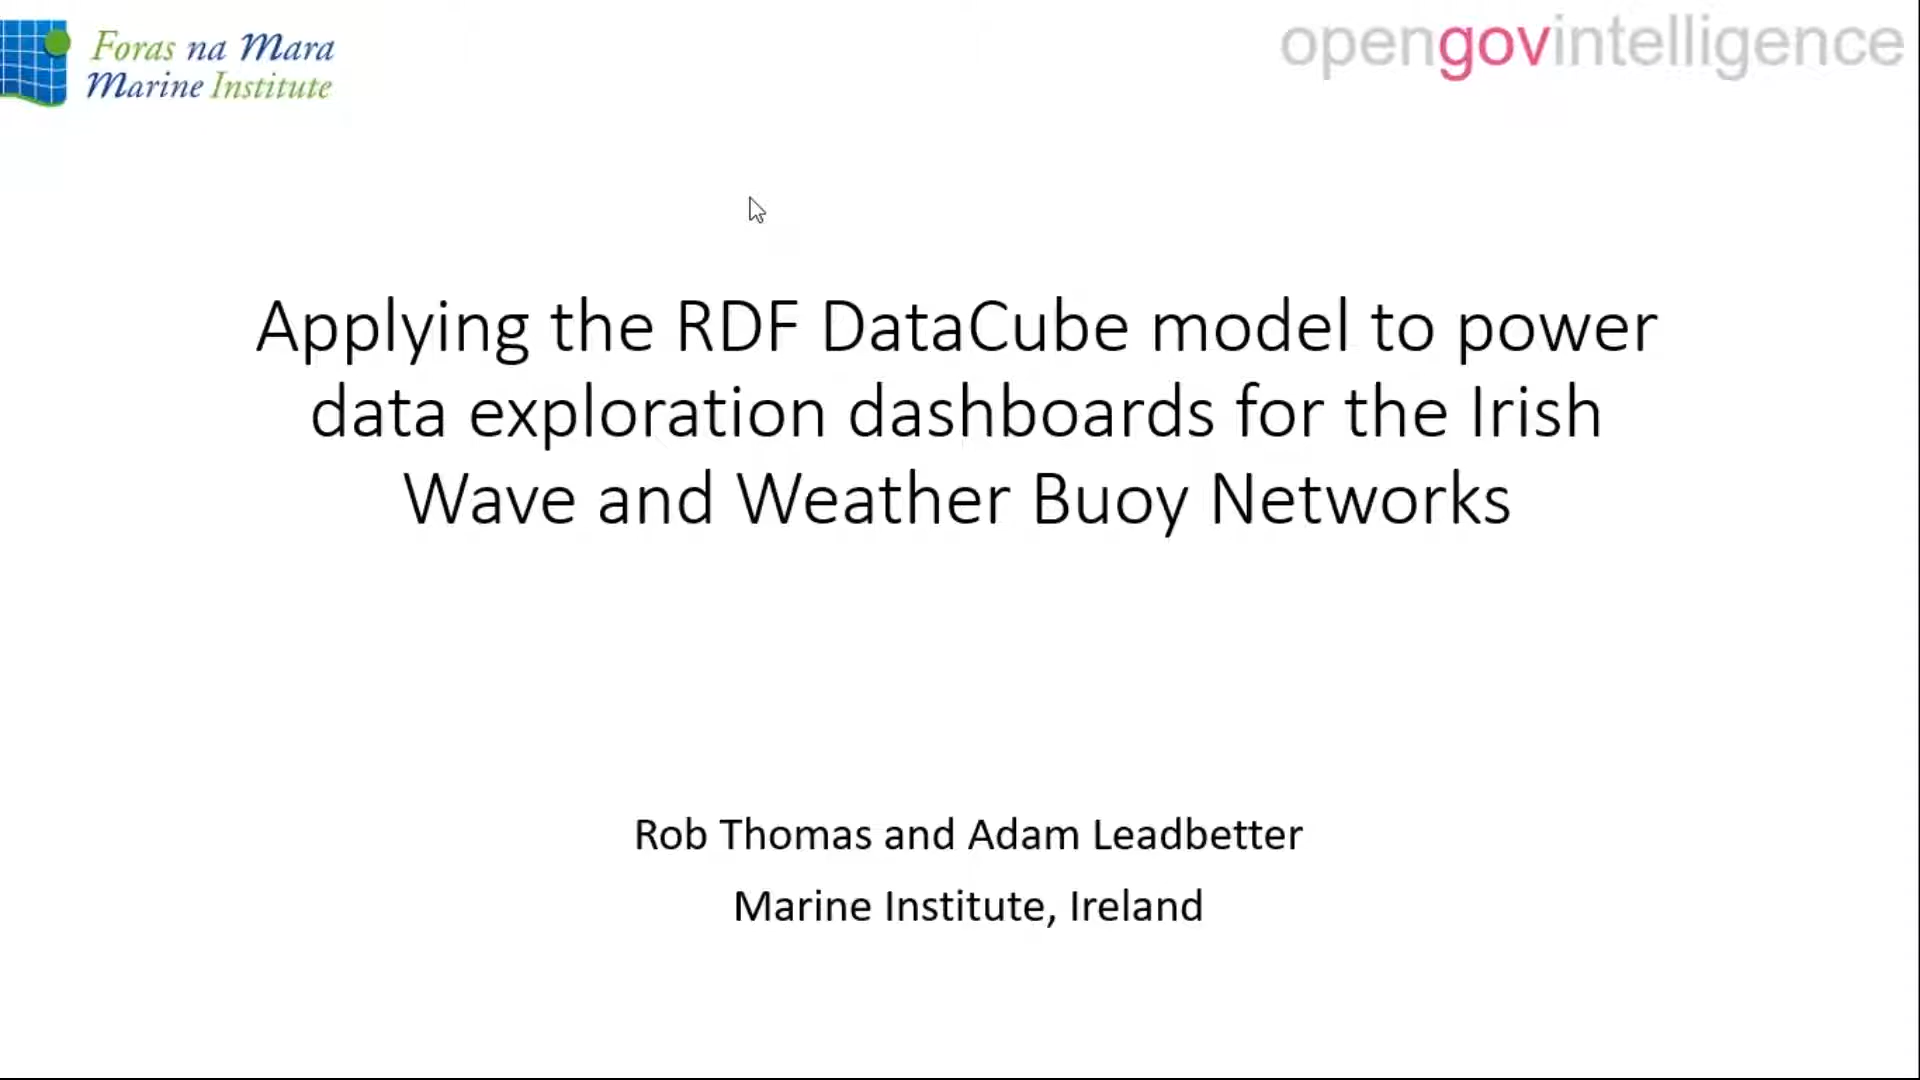 Foras na Mara
Marine Institute
opengovintelligence
Applying the RDF DataCube model to power
data exploration dashboards for the Irish
Wave and Weather Buoy Networks
Rob Thomas and Adam Leadbetter
Marine Institute, Ireland